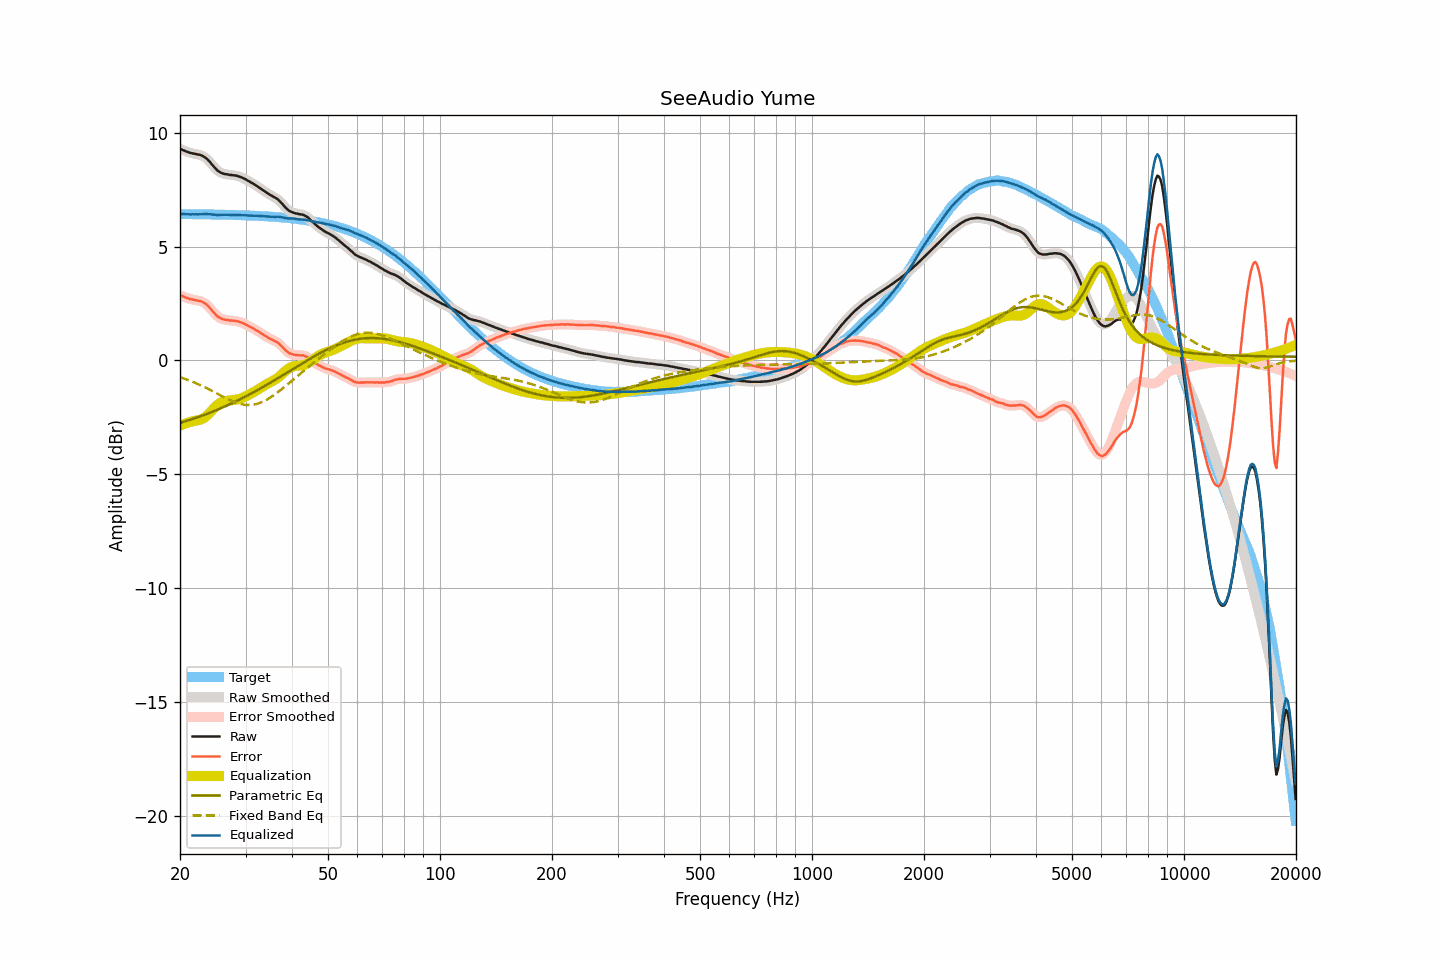 SeeAudio Yume
10
5
0
−5
−10
−15
−20
Amplitude (dBr)
Target
Raw Smoothed
Error Smoothed
Raw
Error
Equalization
Parametric Eq
Fixed Band Eq
Equalized
20 50 100 200 500 1000 2000 5000 10000 20000
Frequency (Hz)